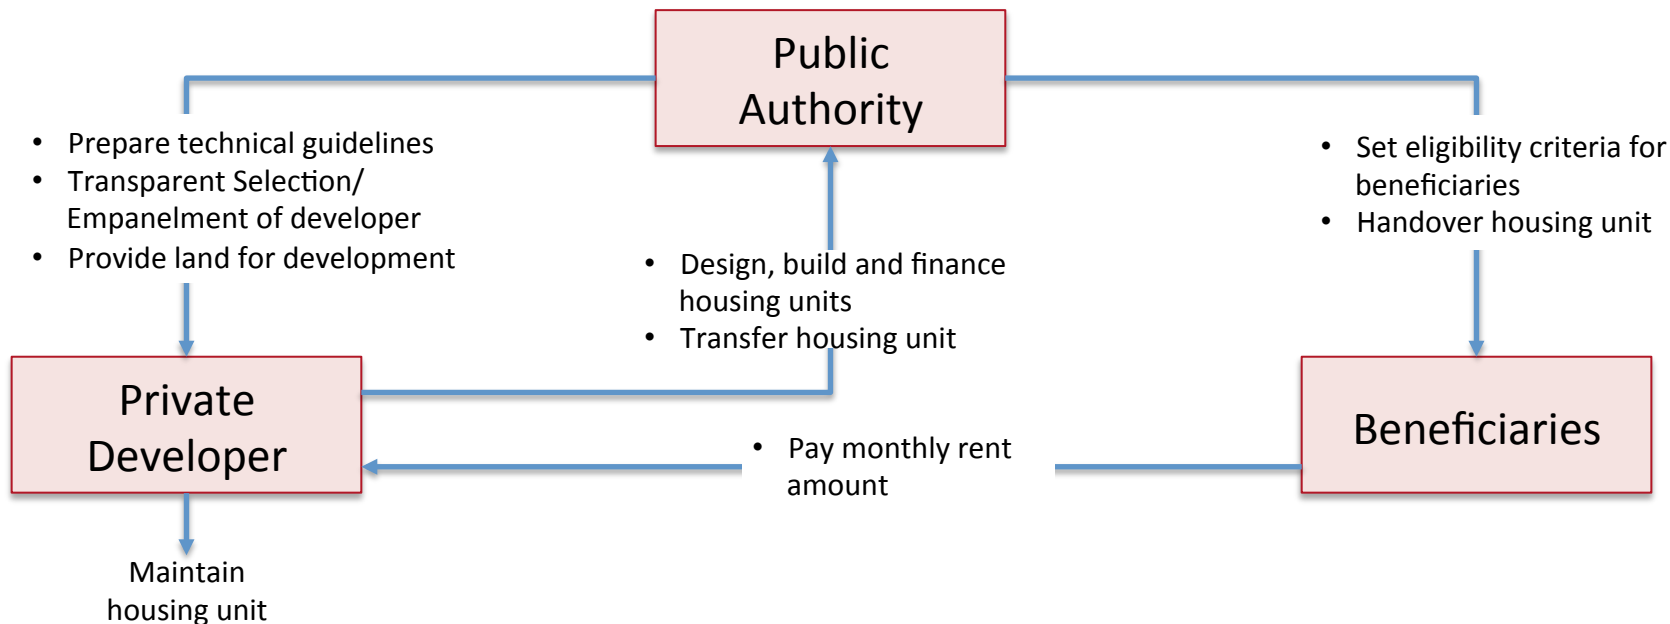 Public
Authority
• Prepare technical guidelines
• Transparent Selection/
Empanelment of developer
• Provide land for development
• Set eligibility criteria for
beneficiaries
• Handover housing unit
• Design, build and finance
housing units
• Transfer housing unit
Private
Developer
Beneficiaries
• Pay monthly rent
amount
Maintain
housing unit